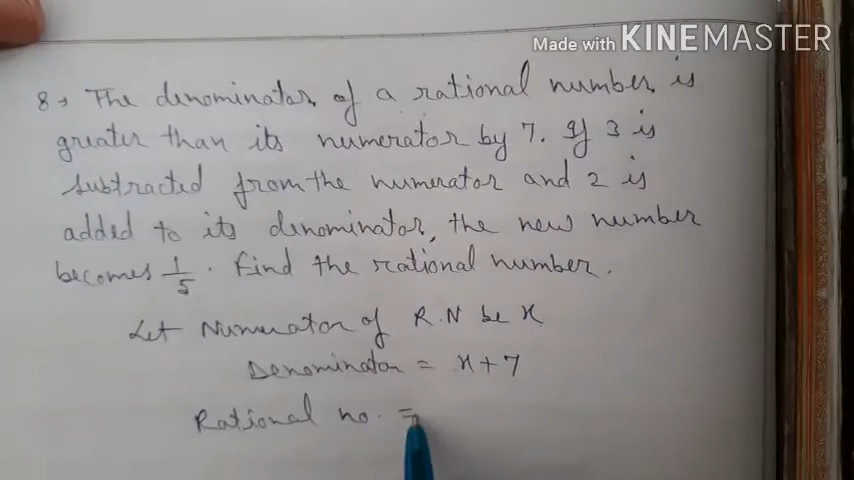 Made with KINEMASTER
8→ The denominator of a rational number is
greater than its numerator by 7. If 3 is
subtracted from the numerator and 2 is
added to its denominator, the new number
becomes 1/5. Find the rational number.
Let Numerator of R.N be x
Denominator = x + 7
Rational no. =